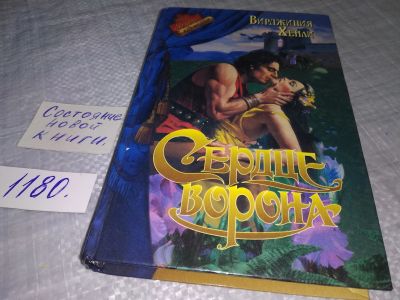 Вирджиния
Хенли
Сердце
ворона
Состояние
новой
книги.
1180.